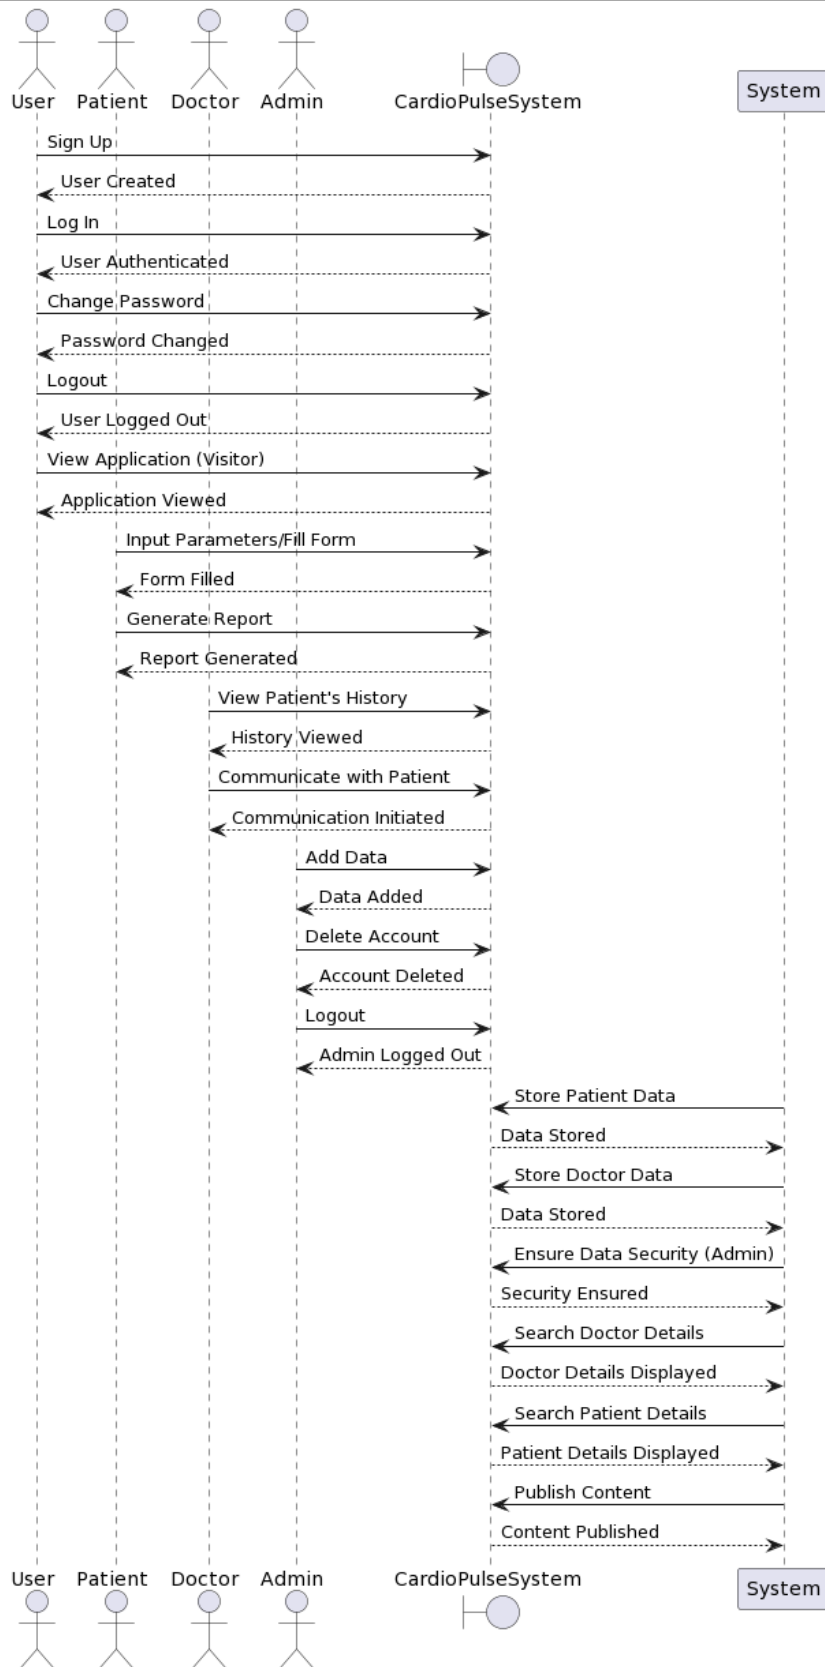 User Patient Doctor Admin CardioPulseSystem System
Sign Up
User Created
Log In
User Authenticated
Change Password
Password Changed
Logout
User Logged Out
View Application (Visitor)
Application Viewed
Input Parameters/Fill Form
Form Filled
Generate Report
Report Generated
View Patient's History
History Viewed
Communicate with Patient
Communication Initiated
Add Data
Data Added
Delete Account
Account Deleted
Logout
Admin Logged Out
Store Patient Data
Data Stored
Store Doctor Data
Data Stored
Ensure Data Security (Admin)
Security Ensured
Search Doctor Details
Doctor Details Displayed
Search Patient Details
Patient Details Displayed
Publish Content
Content Published
User Patient Doctor Admin CardioPulseSystem System